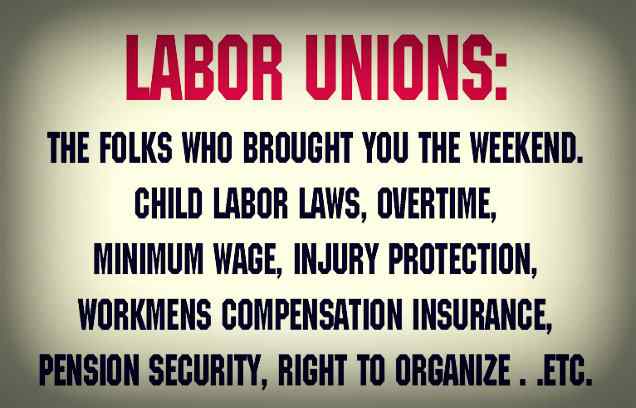 LABOR UNIONS:
THE FOLKS WHO BROUGHT YOU THE WEEKEND.
CHILD LABOR LAWS, OVERTIME,
MINIMUM WAGE, INJURY PROTECTION,
WORKMENS COMPENSATION INSURANCE,
PENSION SECURITY, RIGHT TO ORGANIZE . .ETC.